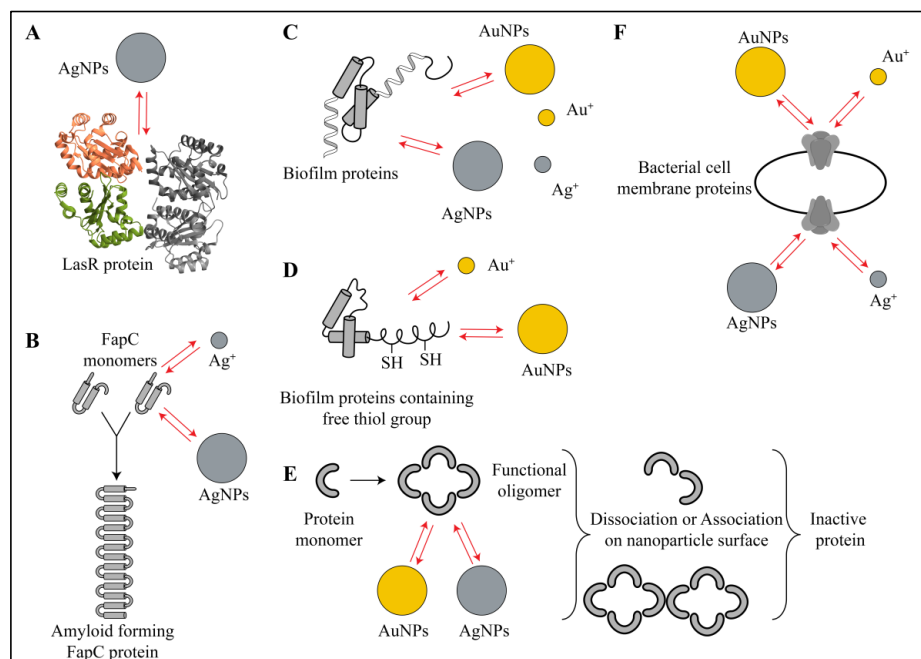 A
AgNPs
LasR protein
B
FapC
monomers
Ag⁺
AgNPs
Amyloid forming
FapC protein
C
AuNPs
Au⁺
Biofilm proteins
Ag⁺
AgNPs
D
Au⁺
SH
SH
AuNPs
Biofilm proteins containing
free thiol group
E
Protein
monomer
Functional
oligomer
AuNPs
AgNPs
Dissociation or Association
on nanoparticle surface
Inactive
protein
F
AuNPs
Au⁺
Bacterial cell
membrane proteins
AgNPs
Ag⁺